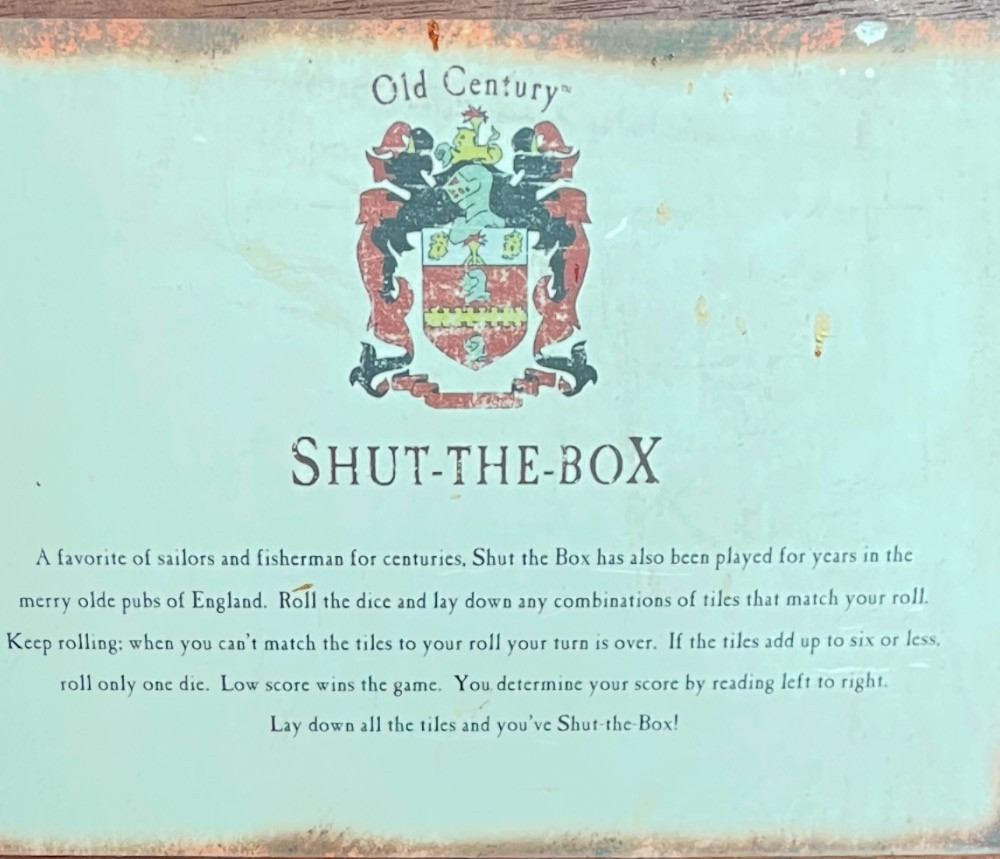 Old Century™
SHUT-THE-BOX
A favorite of sailors and fisherman for centuries, Shut the Box has also been played for years in the
merry olde pubs of England. Roll the dice and lay down any combinations of tiles that match your roll.
Keep rolling; when you can't match the tiles to your roll your turn is over. If the tiles add up to six or less,
roll only one die. Low score wins the game. You determine your score by reading left to right.
Lay down all the tiles and you've Shut-the-Box!